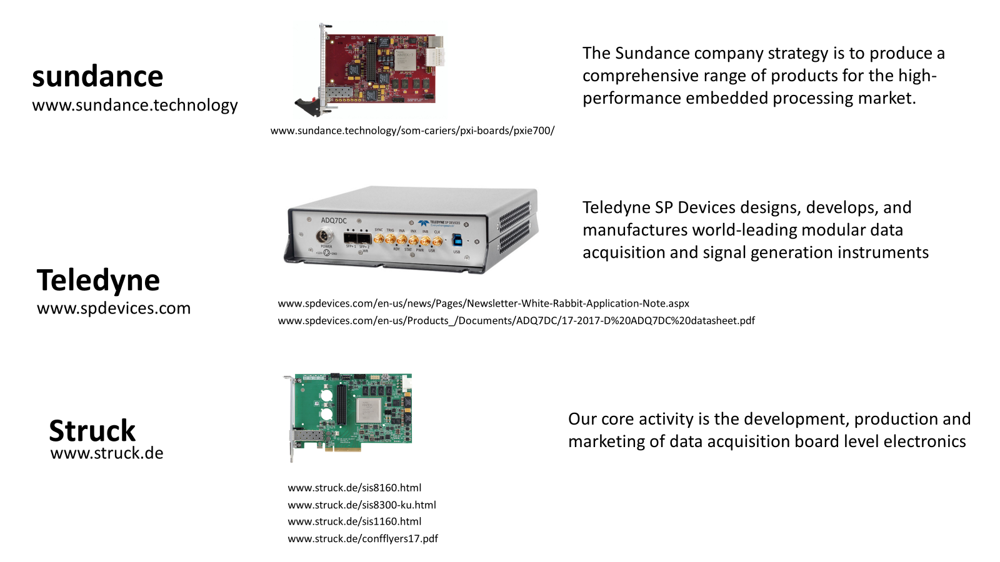 sundance
www.sundance.technology
KINTEX-7
www.sundance.technology/som-cariers/pxi-boards/pxie700/
The Sundance company strategy is to produce a
comprehensive range of products for the high-
performance embedded processing market.
Teledyne
www.spdevices.com
ADQ7DC
TELEDYNE SP DEVICES
SYNC TRIG INA INX INB CLK
POWER
SFP+ 1 SFP+ 2
WR
RDY STAT PWR USR
USB
+12V GND
www.spdevices.com/en-us/news/Pages/Newsletter-White-Rabbit-Application-Note.aspx
www.spdevices.com/en-us/Products_/Documents/ADQ7DC/17-2017-D%20ADQ7DC%20datasheet.pdf
Teledyne SP Devices designs, develops, and
manufactures world-leading modular data
acquisition and signal generation instruments
Struck
www.struck.de
www.struck.de/sis8160.html
www.struck.de/sis8300-ku.html
www.struck.de/sis1160.html
www.struck.de/confflyers17.pdf
Our core activity is the development, production and
marketing of data acquisition board level electronics